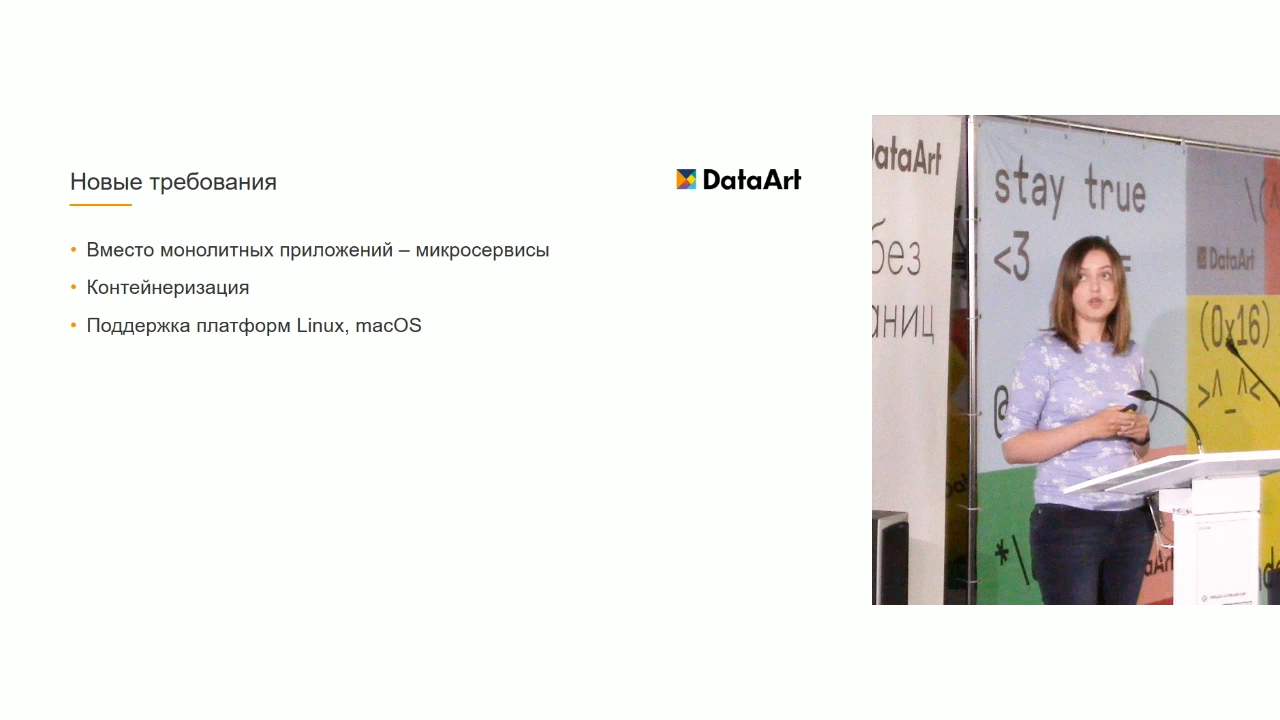 Новые требования
DataArt
Вместо монолитных приложений – микросервисы
Контейнеризация
Поддержка платформ Linux, macOS
DataArt
без
stay true
<3
DataArt
(0x16)
>^_^<